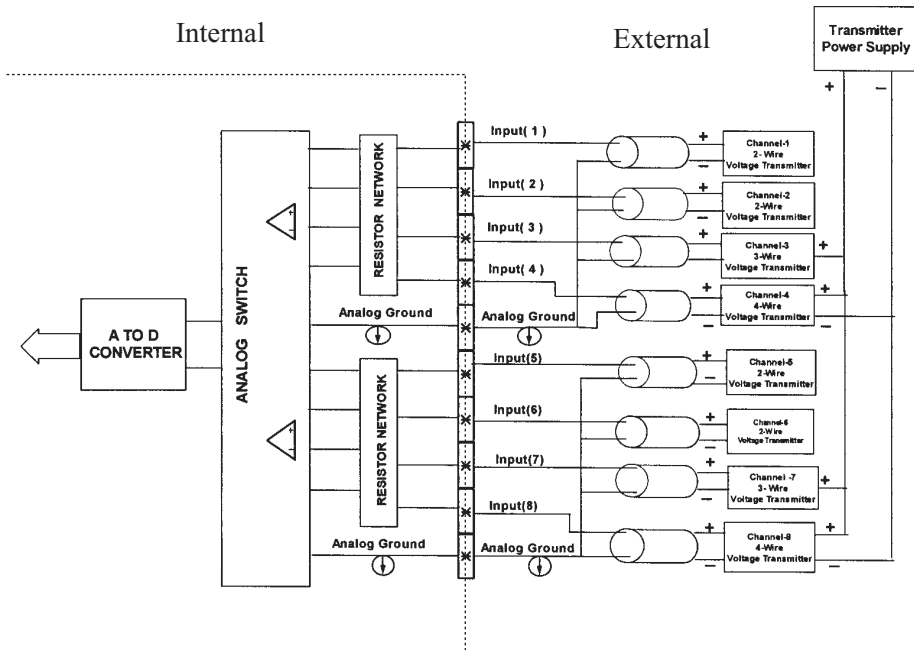 Internal
External
Transmitter
Power Supply
+
−
ANALOG SWITCH
RESISTOR NETWORK
Input( 1 )
+
−
Channel-1
2- Wire
Voltage Transmitter
Input( 2 )
+
−
Channel-2
2-Wire
Voltage Transmitter
Input( 3 )
+
−
Channel-3
3-Wire
Voltage Transmitter
+
Input( 4 )
+
−
Channel-4
4-Wire
Voltage Transmitter
+
−
Analog Ground
Analog Ground
A TO D
CONVERTER
RESISTOR NETWORK
Input(5)
+
−
Channel-5
2-Wire
Voltage Transmitter
Input(6)
+
−
Channel-6
2-Wire
Voltage Transmitter
Input(7)
+
−
Channel -7
3- Wire
Voltage Transmitter
+
Input(8)
+
−
Channel-8
4-Wire
Voltage Transmitter
+
−
Analog Ground
Analog Ground